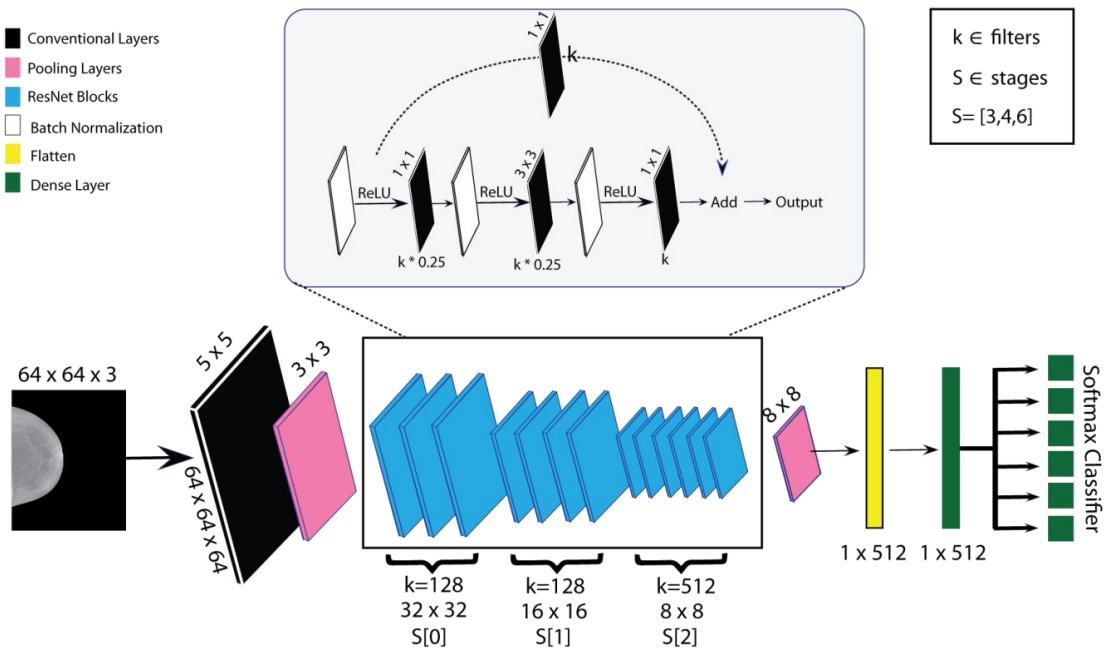 Conventional Layers
Pooling Layers
ResNet Blocks
Batch Normalization
Flatten
Dense Layer
1 x 1
k
ReLU
1 x 1
k * 0.25
ReLU
3 x 3
k * 0.25
ReLU
1 x 1
k
Add
Output
k ∈ filters
S ∈ stages
S= [3,4,6]
64 x 64 x 3
5 x 5
64 x 64 x 64
3 x 3
k=128
32 x 32
S[0]
k=128
16 x 16
S[1]
k=512
8 x 8
S[2]
8 x 8
1 x 512
1 x 512
Softmax Classifier